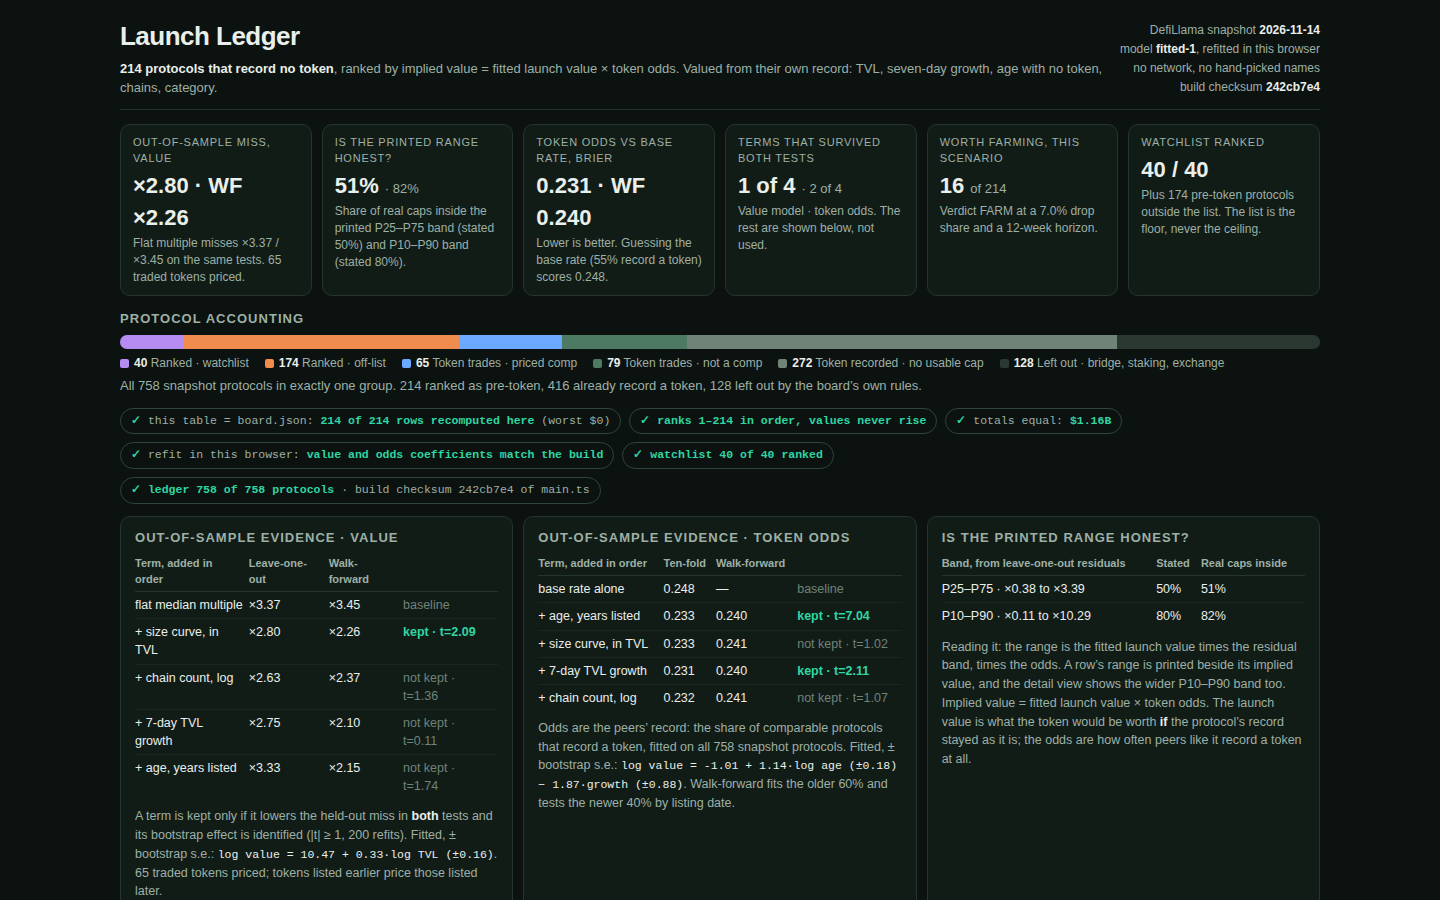 Launch Ledger
214 protocols that record no token, ranked by implied value = fitted launch value × token odds. Valued from their own record: TVL, seven-day growth, age with no token,
chains, category.
DefiLlama snapshot 2026-11-14
model fitted-1, refitted in this browser
no network, no hand-picked names
build checksum 242cb7e4
OUT-OF-SAMPLE MISS,
VALUE
×2.80 · WF
×2.26
Flat multiple misses ×3.37 /
×3.45 on the same tests. 65
traded tokens priced.
IS THE PRINTED RANGE
HONEST?
51% · 82%
Share of real caps inside the
printed P25–P75 band (stated
50%) and P10–P90 band
(stated 80%).
TOKEN ODDS VS BASE
RATE, BRIER
0.231 · WF
0.240
Lower is better. Guessing the
base rate (55% record a token)
scores 0.248.
TERMS THAT SURVIVED
BOTH TESTS
1 of 4 · 2 of 4
Value model · token odds. The
rest are shown below, not
used.
WORTH FARMING, THIS
SCENARIO
16 of 214
Verdict FARM at a 7.0% drop
share and a 12-week horizon.
WATCHLIST RANKED
40 / 40
Plus 174 pre-token protocols
outside the list. The list is the
floor, never the ceiling.
PROTOCOL ACCOUNTING
40 Ranked · watchlist 174 Ranked · off-list 65 Token trades · priced comp 79 Token trades · not a comp 272 Token recorded · no usable cap 128 Left out · bridge, staking, exchange
All 758 snapshot protocols in exactly one group. 214 ranked as pre-token, 416 already record a token, 128 left out by the board's own rules.
✓ this table = board.json: 214 of 214 rows recomputed here (worst $0) ✓ ranks 1–214 in order, values never rise ✓ totals equal: $1.16B
✓ refit in this browser: value and odds coefficients match the build ✓ watchlist 40 of 40 ranked
✓ ledger 758 of 758 protocols · build checksum 242cb7e4 of main.ts
OUT-OF-SAMPLE EVIDENCE · VALUE
Term, added in order Leave-one-out Walk-forward
flat median multiple ×3.37 ×3.45 baseline
+ size curve, in TVL ×2.80 ×2.26 kept · t=2.09
+ chain count, log ×2.63 ×2.37 not kept · t=1.36
+ 7-day TVL growth ×2.75 ×2.10 not kept · t=0.11
+ age, years listed ×3.33 ×2.15 not kept · t=1.74
A term is kept only if it lowers the held-out miss in both tests and
its bootstrap effect is identified (|t| ≥ 1, 200 refits). Fitted, ±
bootstrap s.e.: log value = 10.47 + 0.33·log TVL (±0.16).
65 traded tokens priced; tokens listed earlier price those listed
later.
OUT-OF-SAMPLE EVIDENCE · TOKEN ODDS
Term, added in order Ten-fold Walk-forward
base rate alone 0.248 — baseline
+ age, years listed 0.233 0.240 kept · t=7.04
+ size curve, in TVL 0.233 0.241 not kept · t=1.02
+ 7-day TVL growth 0.231 0.240 kept · t=2.11
+ chain count, log 0.232 0.241 not kept · t=1.07
Odds are the peers' record: the share of comparable protocols
that record a token, fitted on all 758 snapshot protocols. Fitted, ±
bootstrap s.e.: log value = -1.01 + 1.14·log age (±0.18)
− 1.87·growth (±0.88). Walk-forward fits the older 60% and
tests the newer 40% by listing date.
IS THE PRINTED RANGE HONEST?
Band, from leave-one-out residuals Stated Real caps inside
P25–P75 · ×0.38 to ×3.39 50% 51%
P10–P90 · ×0.11 to ×10.29 80% 82%
Reading it: the range is the fitted launch value times the residual
band, times the odds. A row's range is printed beside its implied
value, and the detail view shows the wider P10–P90 band too.
Implied value = fitted launch value × token odds. The launch
value is what the token would be worth if the protocol's record
stayed as it is; the odds are how often peers like it record a token
at all.